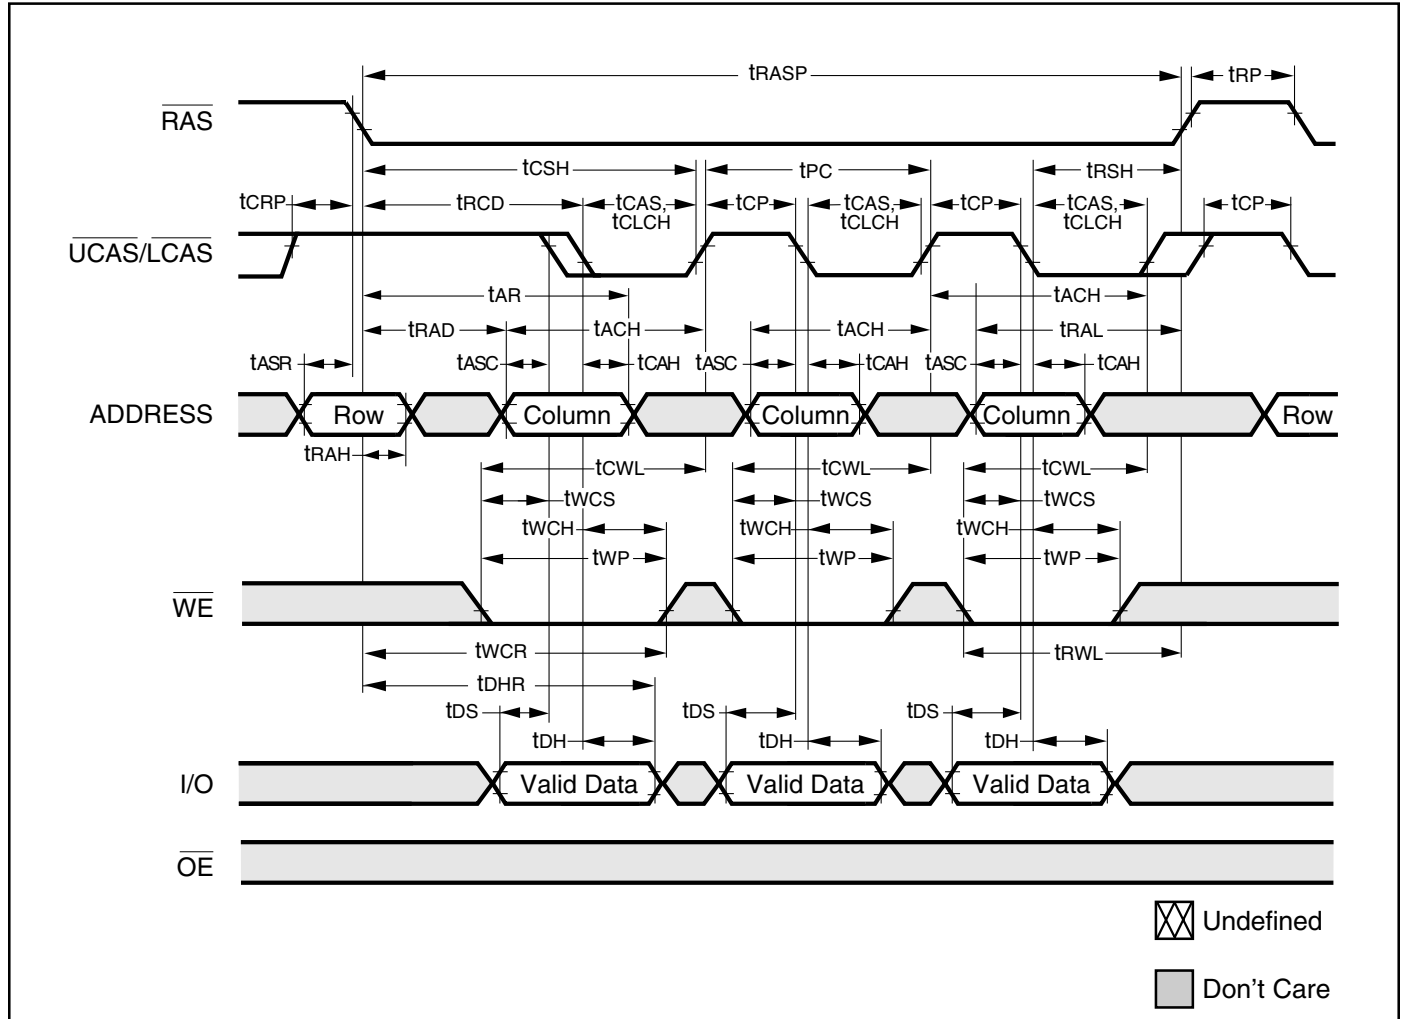 tRASP tRP
RAS
tCSH tPC tRSH
tCRP tRCD tCAS, tCLCH tCP tCAS, tCLCH tCP tCAS, tCLCH tCP
UCAS/LCAS
tAR tACH
tRAD tACH tACH tRAL
tASR tASC tCAH tASC tCAH tASC tCAH
ADDRESS Row Column Column Column Row
tRAH tCWL tCWL tCWL
tWCS tWCS tWCS
tWCH tWCH tWCH
tWP tWP tWP
WE
tWCR tRWL
tDHR
tDS tDS tDS
tDH tDH tDH
I/O Valid Data Valid Data Valid Data
OE
Undefined
Don't Care